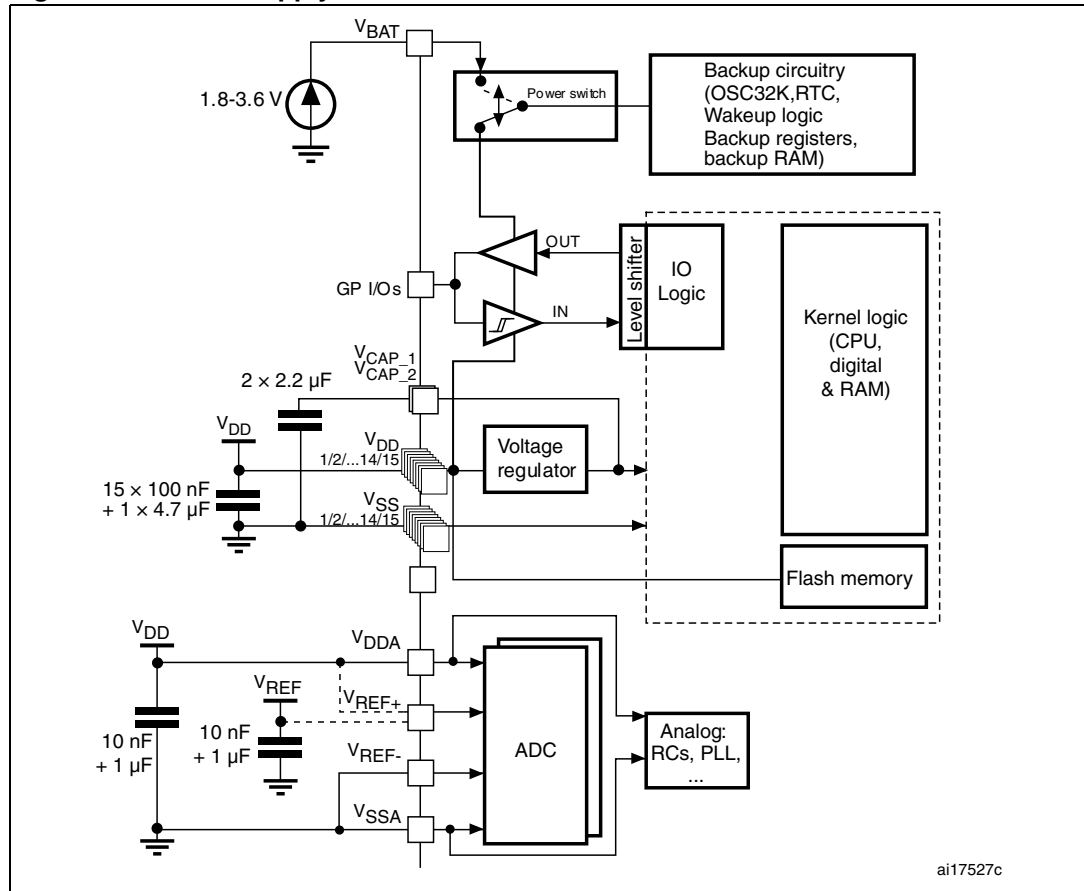 VBAT
1.8-3.6 V
Power switch
Backup circuitry
(OSC32K,RTC,
Wakeup logic
Backup registers,
backup RAM)
OUT
GP I/Os
IN
Level shifter
IO
Logic
Kernel logic
(CPU,
digital
& RAM)
VCAP_1
VCAP_2
2 × 2.2 µF
VDD
VDD
1/2/...14/15
Voltage
regulator
15 × 100 nF
+ 1 × 4.7 µF
VSS
1/2/...14/15
Flash memory
VDD
VDDA
VREF
VREF+
10 nF
+ 1 µF
10 nF
+ 1 µF
VREF-
VSSA
ADC
Analog:
RCs, PLL,
...
ai17527c